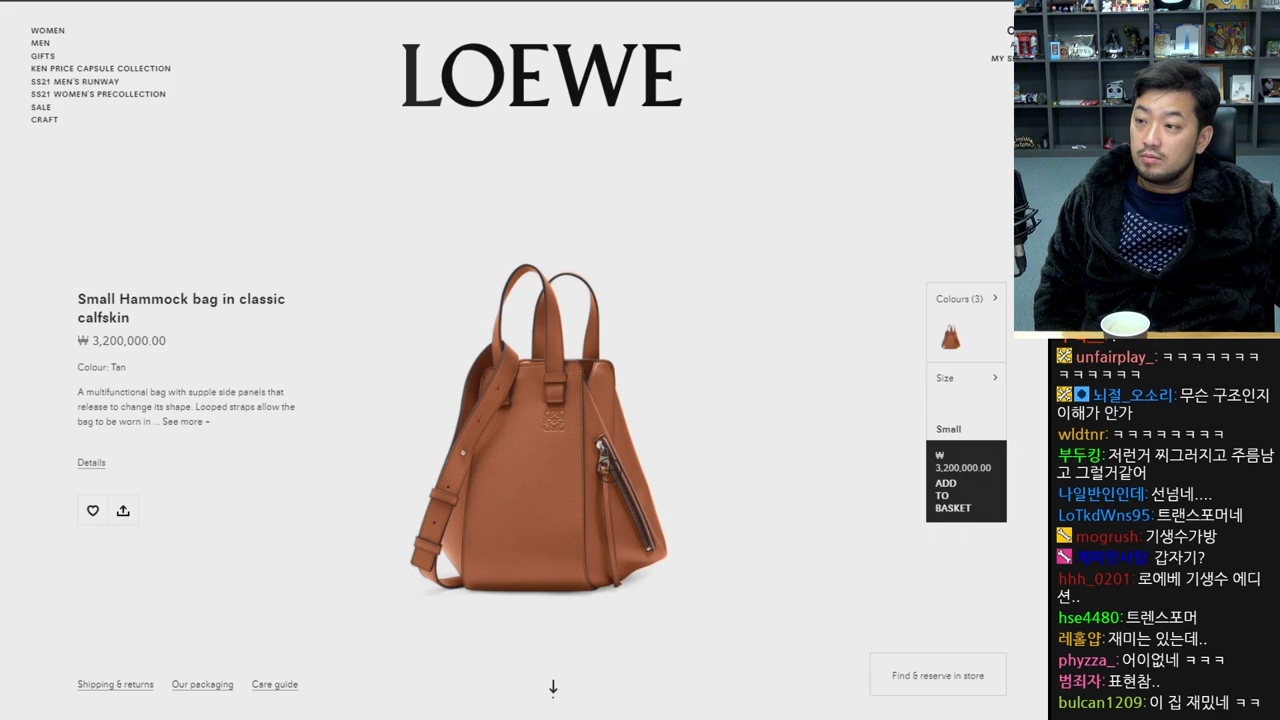 WOMEN
MEN
GIFTS
KEN PRICE CAPSULE COLLECTION
SS21 MEN'S RUNWAY
SS21 WOMEN'S PRECOLLECTION
SALE
CRAFT
LOEWE
Small Hammock bag in classic
calfskin
₩ 3,200,000.00
Colour: Tan
A multifunctional bag with supple side panels that
release to change its shape. Looped straps allow the
bag to be worn in ... See more +
Details
Colours (3)
Size
Small
₩
3,200,000.00
ADD
TO
BASKET
Shipping & returns
Our packaging
Care guide
Find & reserve in store
unfairplay_: ㅋㅋㅋㅋㅋㅋㅋ
ㅋㅋㅋㅋㅋㅋ
뇌절_오소리: 무슨 구조인지
이해가 안가
wldtnr: ㅋㅋㅋㅋㅋㅋㅋㅋ
부두킹: 저런거 찌그러지고 주름남
고 그럴거같어
나일반인인데: 선넘네....
LoTkdWns95: 트랜스포머네
mogrush: 기생수가방
갑자기?
hhh_0201: 로에베 기생수 에디
션..
hse4480: 트렌스포머
레홀얍: 재미는 있는데..
phyzza_: 어이없네 ㅋㅋㅋ
범죄자: 표현참..
bulcan1209: 이 집 재밌네 ㅋㅋ